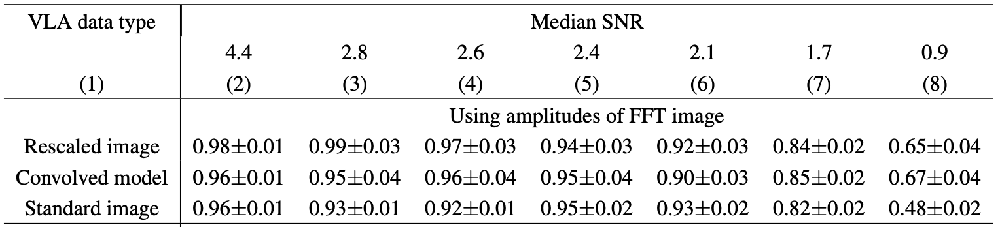 VLA data type Median SNR
4.4 2.8 2.6 2.4 2.1 1.7 0.9
(1) (2) (3) (4) (5) (6) (7) (8)
Using amplitudes of FFT image
Rescaled image 0.98±0.01 0.99±0.03 0.97±0.03 0.94±0.03 0.92±0.03 0.84±0.02 0.65±0.04
Convolved model 0.96±0.01 0.95±0.04 0.96±0.04 0.95±0.04 0.90±0.03 0.85±0.02 0.67±0.04
Standard image 0.96±0.01 0.93±0.01 0.92±0.01 0.95±0.02 0.93±0.02 0.82±0.02 0.48±0.02